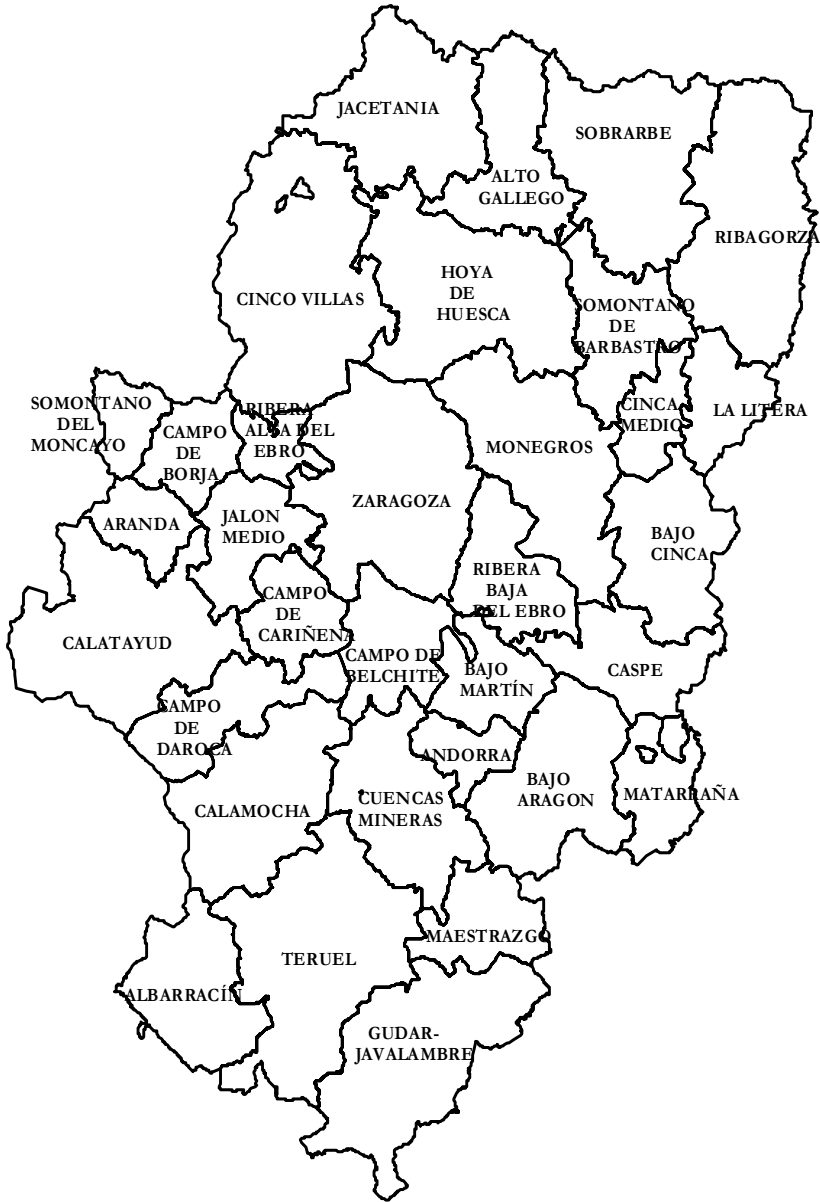 JACETANIA
SOBRARBE
ALTO
GALLEGO
RIBAGORZA
HOYA
DE
HUESCA
CINCO VILLAS
SOMONTANO
DE
BARBASTRO
SOMONTANO
DEL
MONCAYO
CAMPO
DE
BORJA
RIBERA
ALTA DEL
EBRO
CINCA
MEDIO
LA LITERA
MONEGROS
ZARAGOZA
ARANDA
JALON
MEDIO
BAJO
CINCA
RIBERA
BAJA
DEL EBRO
CAMPO
DE
CARIÑENA
CALATAYUD
CAMPO DE
BELCHITE
BAJO
MARTÍN
CASPE
CAMPO
DE
DAROCA
ANDORRA
BAJO
ARAGON
MATARRAÑA
CALAMOCHA
CUENCAS
MINERAS
MAESTRAZGO
TERUEL
ALBARRACÍN
GUDAR-
JAVALAMBRE